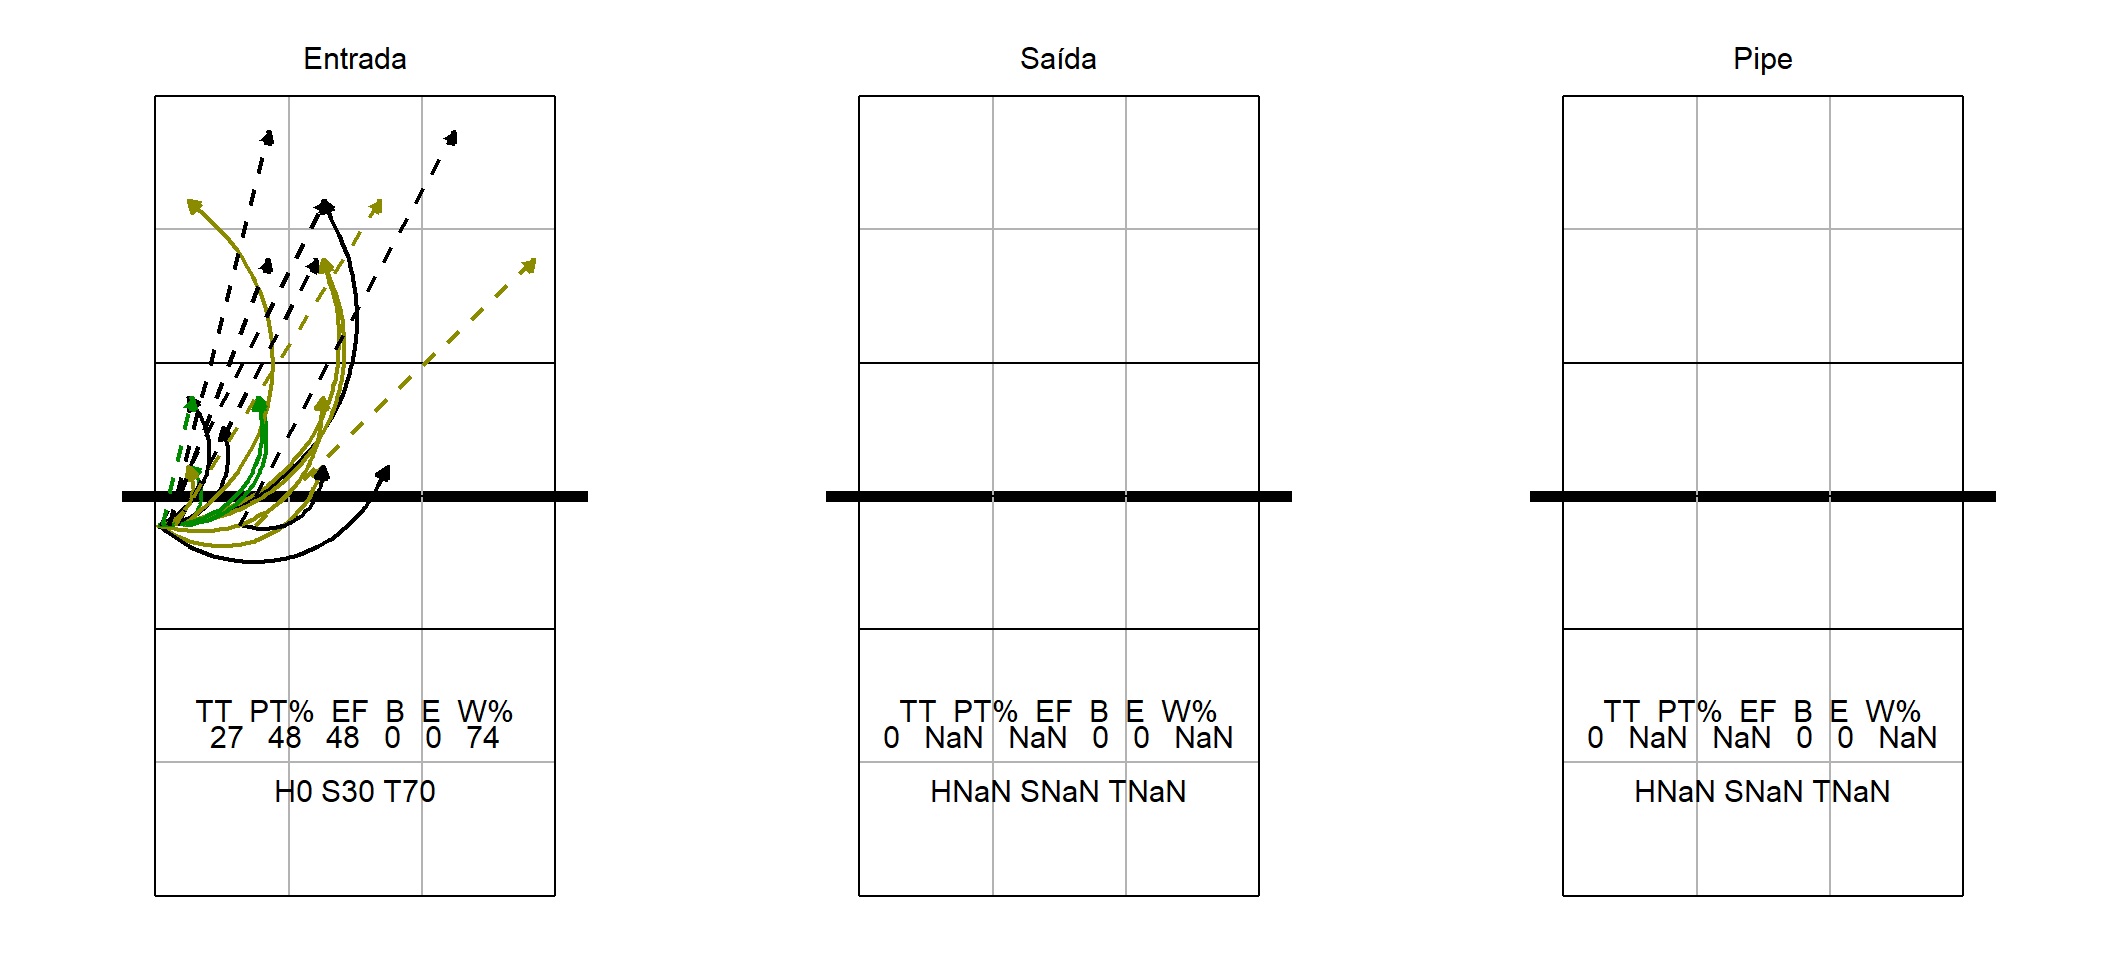 Entrada
TT PT% EF B E W%
27 48 48 0 0 74
H0 S30 T70
Saída
TT PT% EF B E W%
0 NaN NaN 0 0 NaN
HNaN SNaN TNaN
Pipe
TT PT% EF B E W%
0 NaN NaN 0 0 NaN
HNaN SNaN TNaN